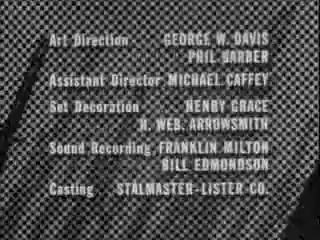 Art Direction GEORGE W. DAVIS
PHIL BARBER
Assistant Director MICHAEL CAFFEY
Set Decoration HENRY GRACE
D. WEB. ARROWSMITH
Sound Recording FRANKLIN MILTON
BILL EDMONDSON
Casting STALMASTER-LISTER CO.